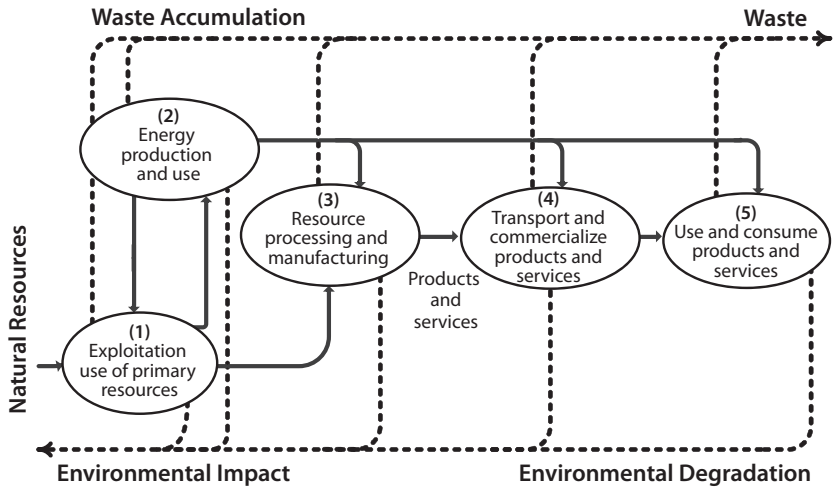 Waste Accumulation
Waste
(2)
Energy
production
and use
(3)
Resource
processing and
manufacturing
(4)
Transport and
commercialize
products and
services
(5)
Use and consume
products and
services
Products
and
services
Natural Resources
(1)
Exploitation
use of primary
resources
Environmental Impact
Environmental Degradation